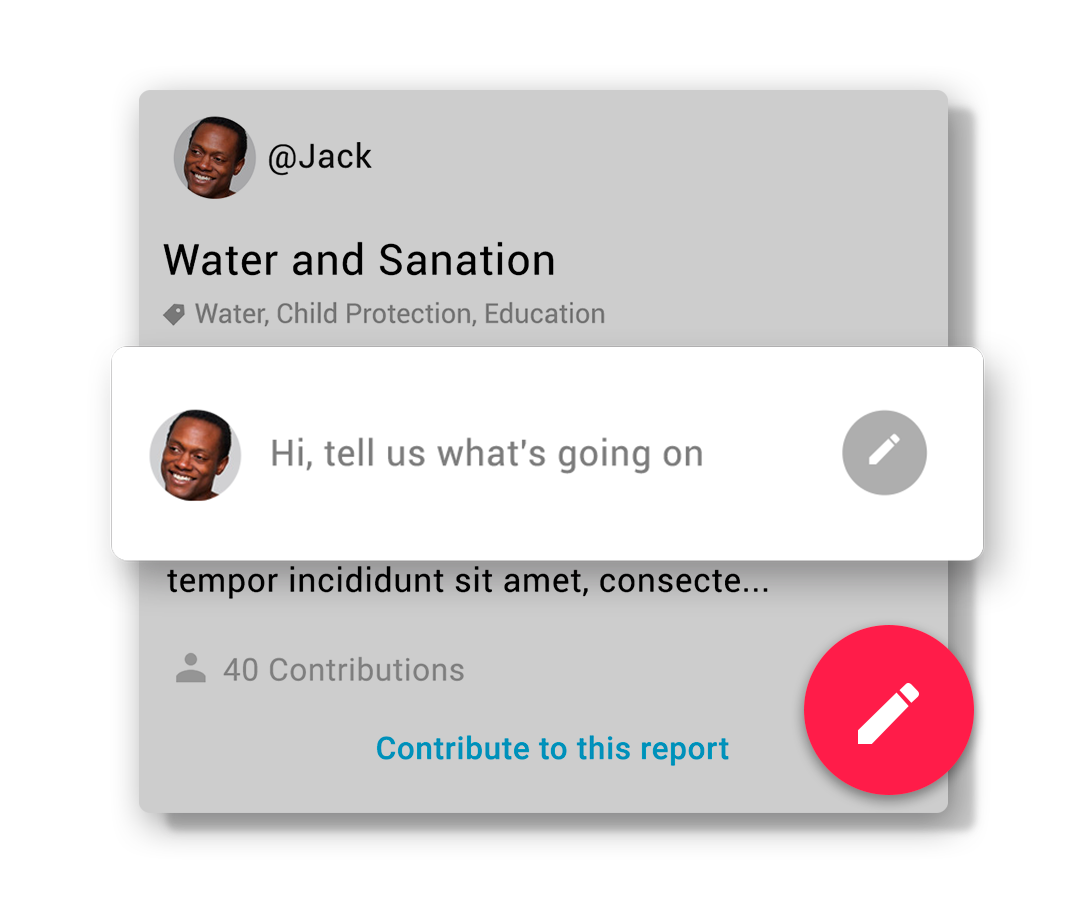 @Jack
Water and Sanation
Water, Child Protection, Education
Hi, tell us what's going on
tempor incididunt sit amet, consecte...
40 Contributions
Contribute to this report